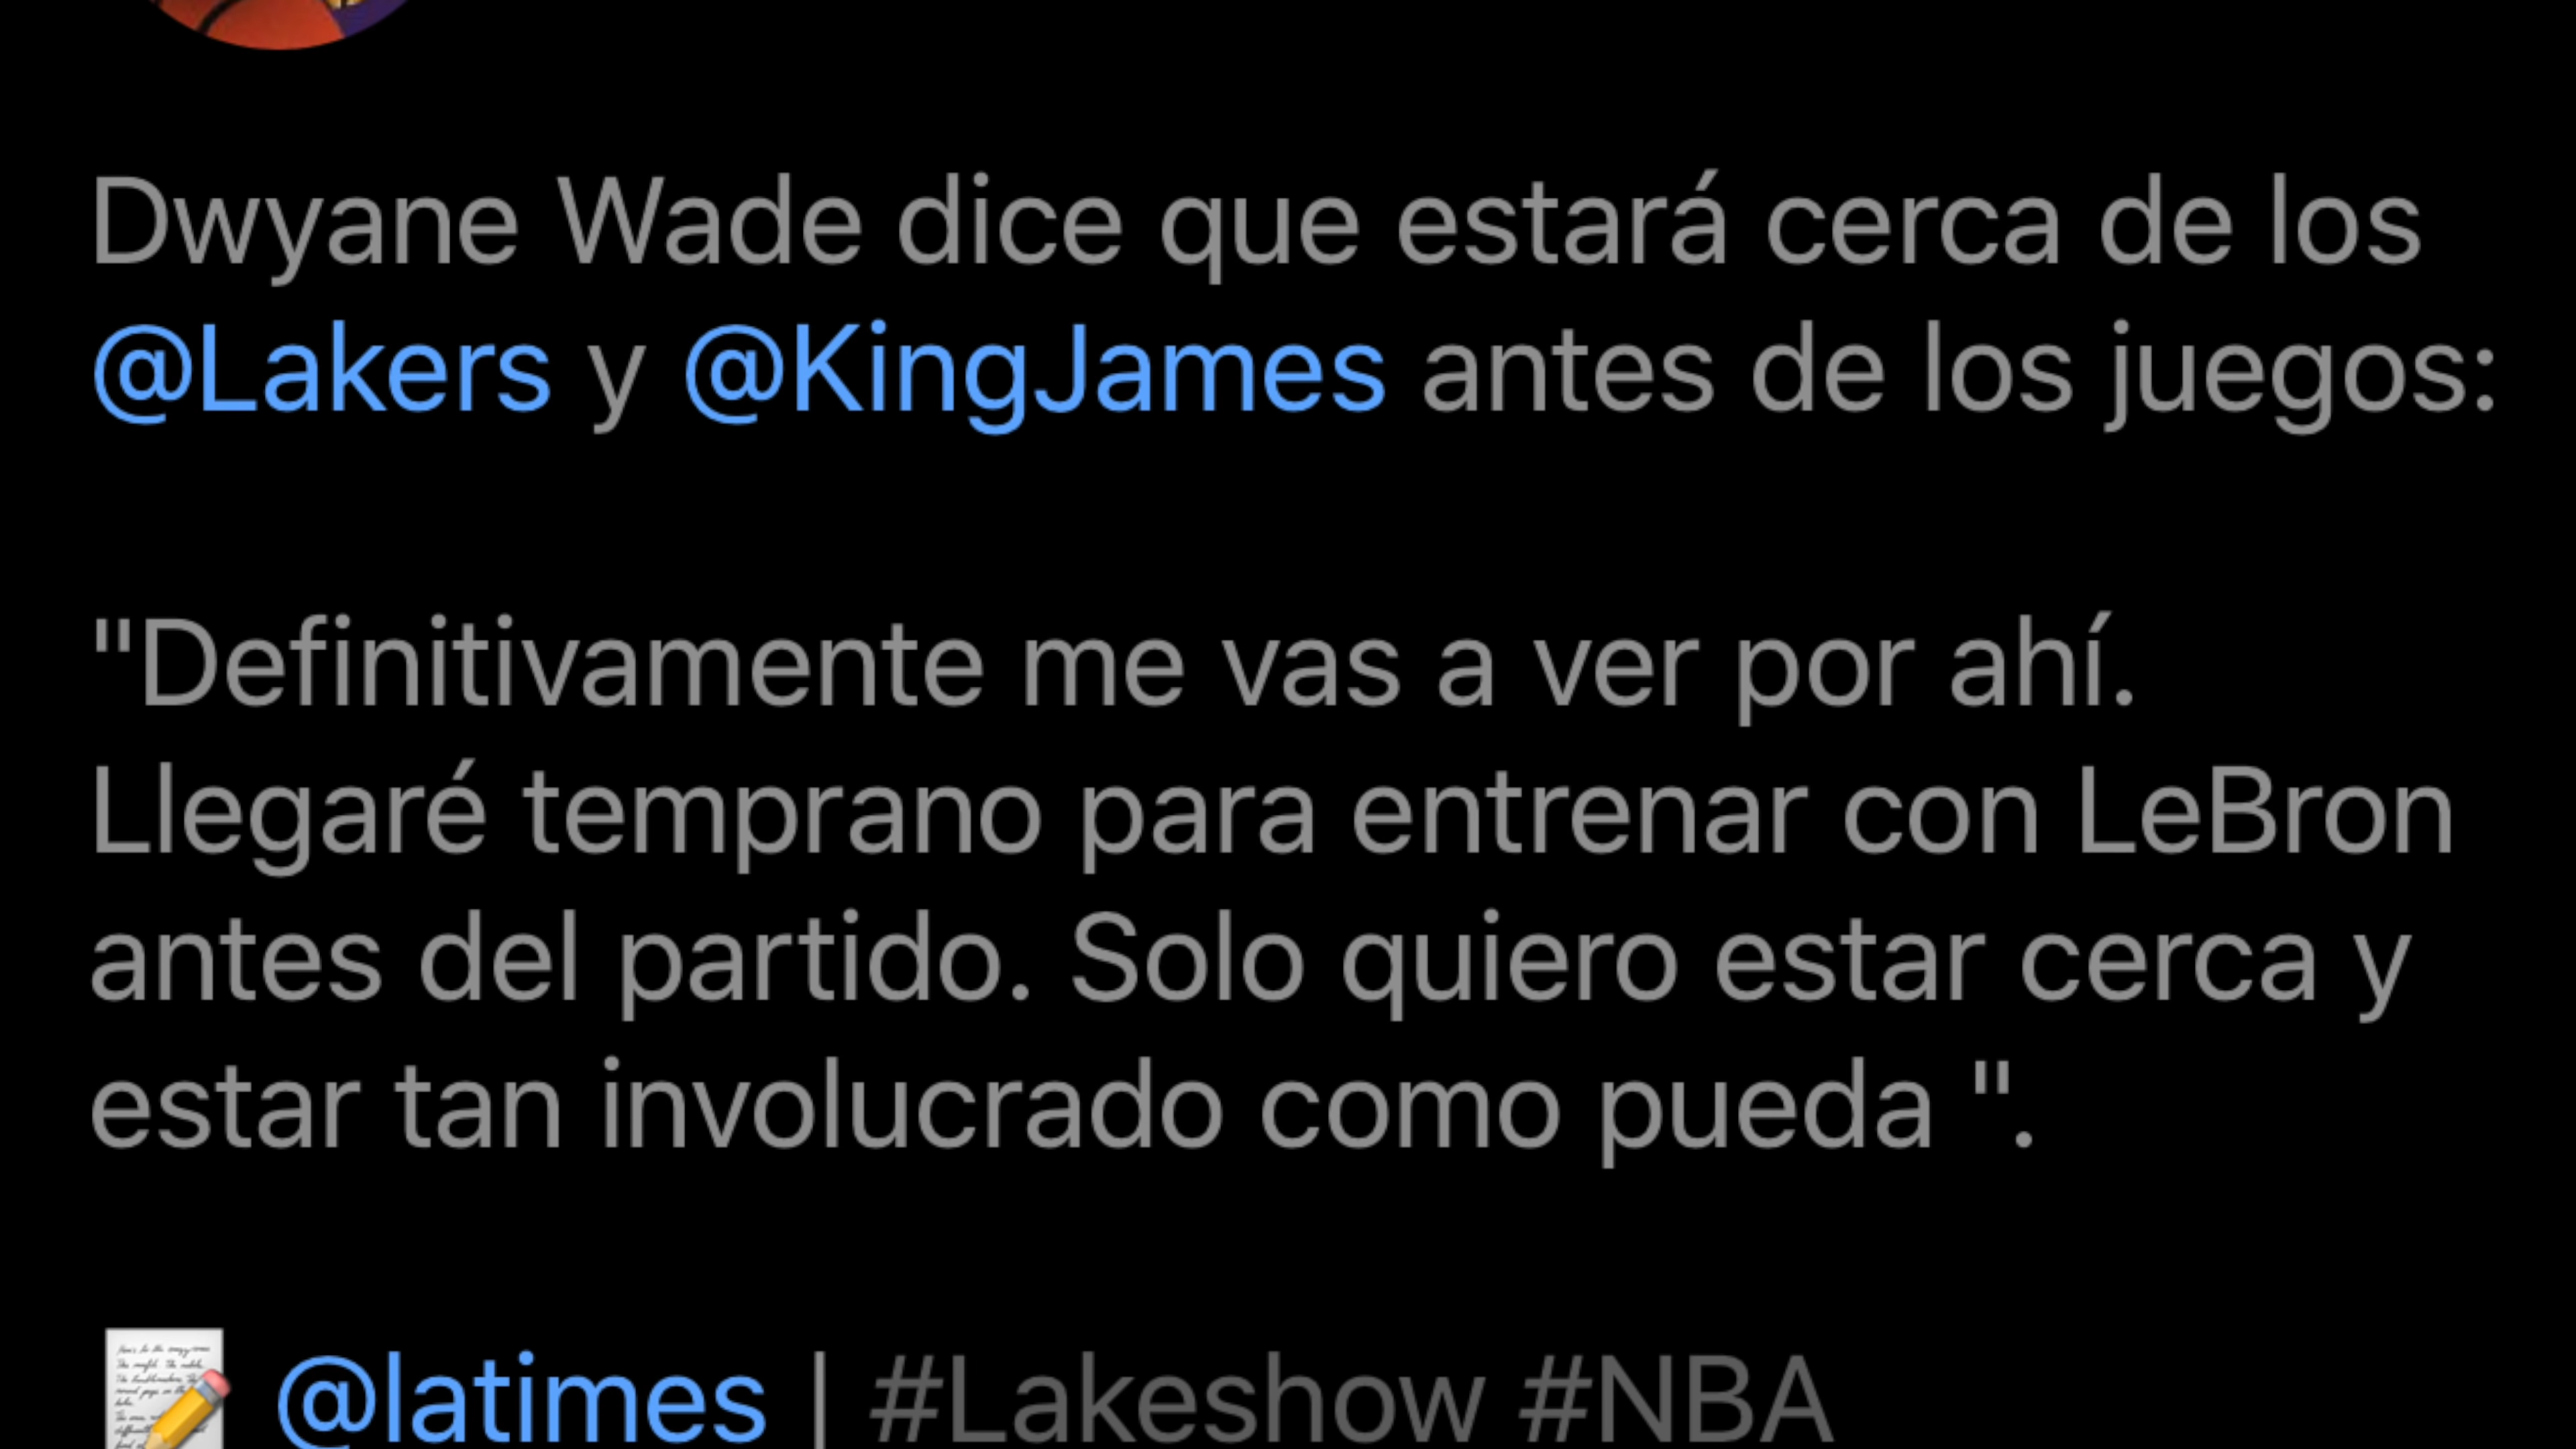 Dwyane Wade dice que estará cerca de los
@Lakers y @KingJames antes de los juegos:
"Definitivamente me vas a ver por ahí.
Llegaré temprano para entrenar con LeBron
antes del partido. Solo quiero estar cerca y
estar tan involucrado como pueda ".
@latimes | #Lakeshow #NBA